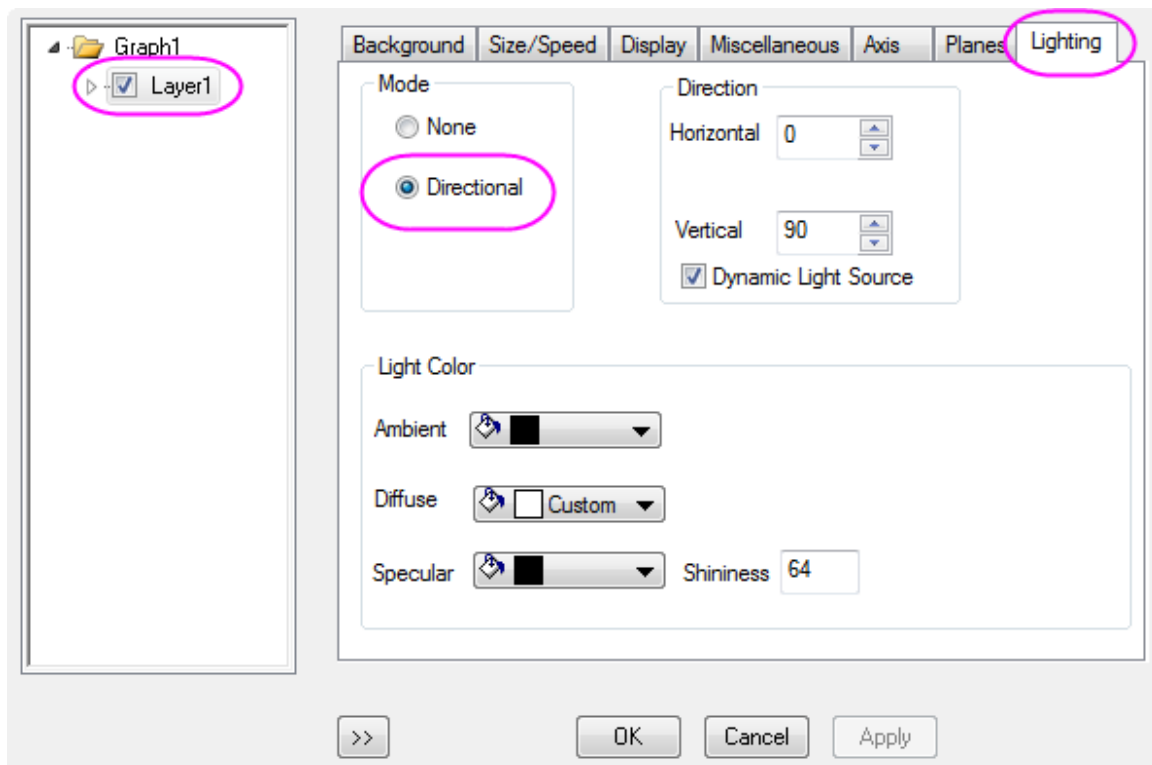 Graph1
Layer1
Background Size/Speed Display Miscellaneous Axis Planes Lighting
Mode
None
Directional
Direction
Horizontal 0
Vertical 90
Dynamic Light Source
Light Color
Ambient
Diffuse Custom
Specular Shininess 64
>> OK Cancel Apply